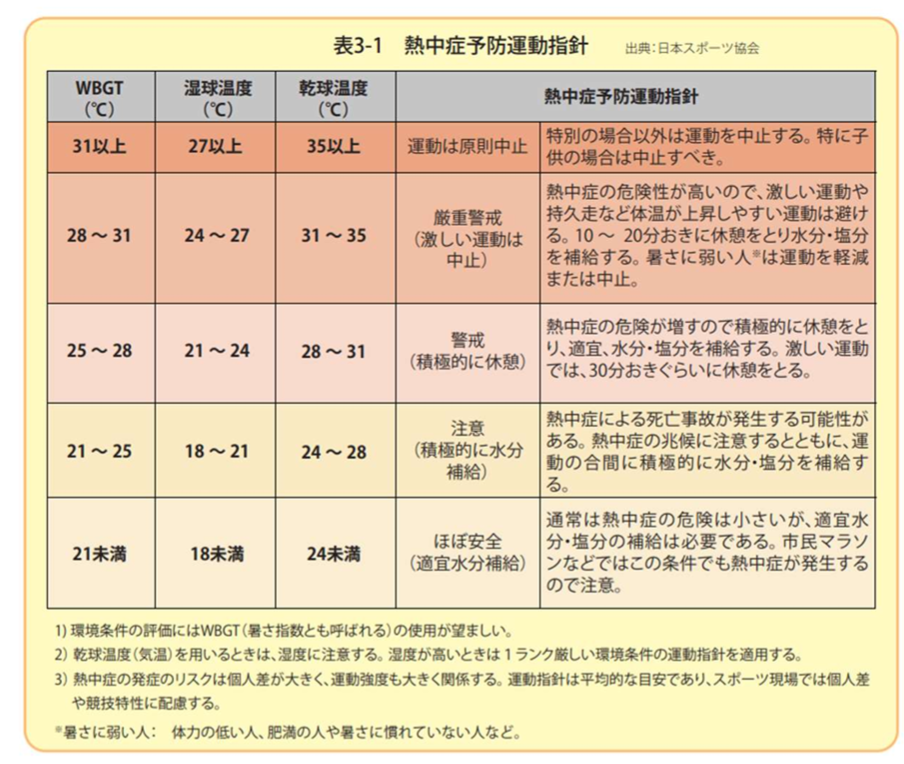 表3-1 熱中症予防運動指針 出典：日本スポーツ協会
WBGT
(℃)
湿球温度
(℃)
乾球温度
(℃)
熱中症予防運動指針
31以上
27以上
35以上
運動は原則中止
特別の場合以外は運動を中止する。特に子
供の場合は中止すべき。
28 ～ 31
24 ～ 27
31 ～ 35
厳重警戒
（激しい運動は
中止）
熱中症の危険性が高いので、激しい運動や
持久走など体温が上昇しやすい運動は避け
る。10 ～ 20分おきに休憩をとり水分・塩分
を補給する。暑さに弱い人※は運動を軽減
または中止。
25 ～ 28
21 ～ 24
28 ～ 31
警戒
（積極的に休憩）
熱中症の危険が増すので積極的に休憩をと
り、適宜、水分・塩分を補給する。激しい運動
では、30分おきぐらいに休憩をとる。
21 ～ 25
18 ～ 21
24 ～ 28
注意
（積極的に水分
補給）
熱中症による死亡事故が発生する可能性が
ある。熱中症の兆候に注意するとともに、運
動の合間に積極的に水分・塩分を補給す
る。
21未満
18未満
24未満
ほぼ安全
（適宜水分補給）
通常は熱中症の危険は小さいが、適宜水
分・塩分の補給は必要である。市民マラソ
ンなどではこの条件でも熱中症が発生する
ので注意。
1) 環境条件の評価にはWBGT（暑さ指数とも呼ばれる）の使用が望ましい。
2) 乾球温度（気温）を用いるときは、湿度に注意する。湿度が高いときは１ランク厳しい環境条件の運動指針を適用する。
3) 熱中症の発症のリスクは個人差が大きく、運動強度も大きく関係する。運動指針は平均的な目安であり、スポーツ現場では個人差
や競技特性に配慮する。
※暑さに弱い人： 体力の低い人、肥満の人や暑さに慣れていない人など。